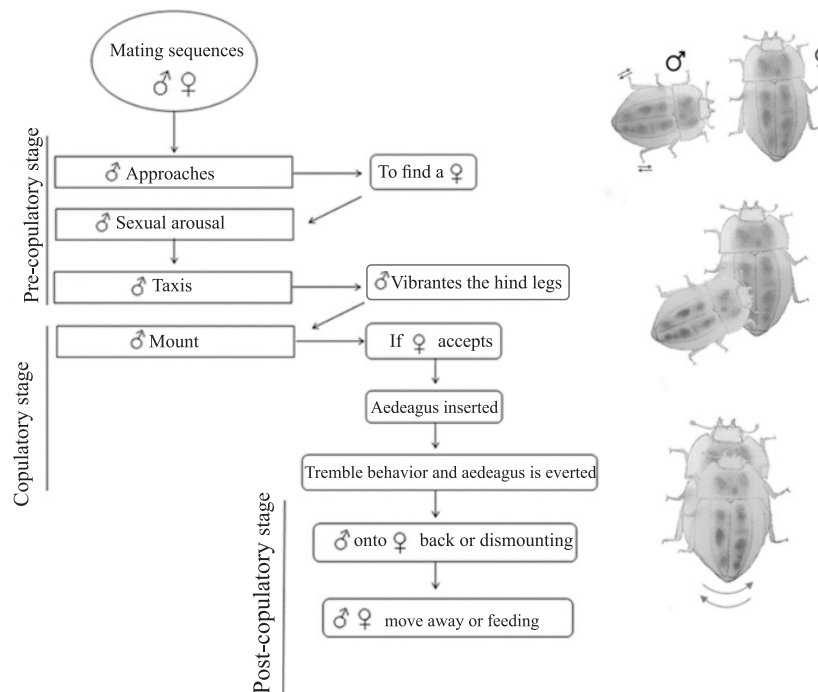 Mating sequences
♂ ♀
Pre-copulatory stage
♂ Approaches
To find a ♀
♂ Sexual arousal
♂ Taxis
♂ Vibrantes the hind legs
Copulatory stage
♂ Mount
If ♀ accepts
Aedeagus inserted
Tremble behavior and aedeagus is everted
Post-copulatory stage
♂ onto ♀ back or dismounting
♂ ♀ move away or feeding
♂
♀